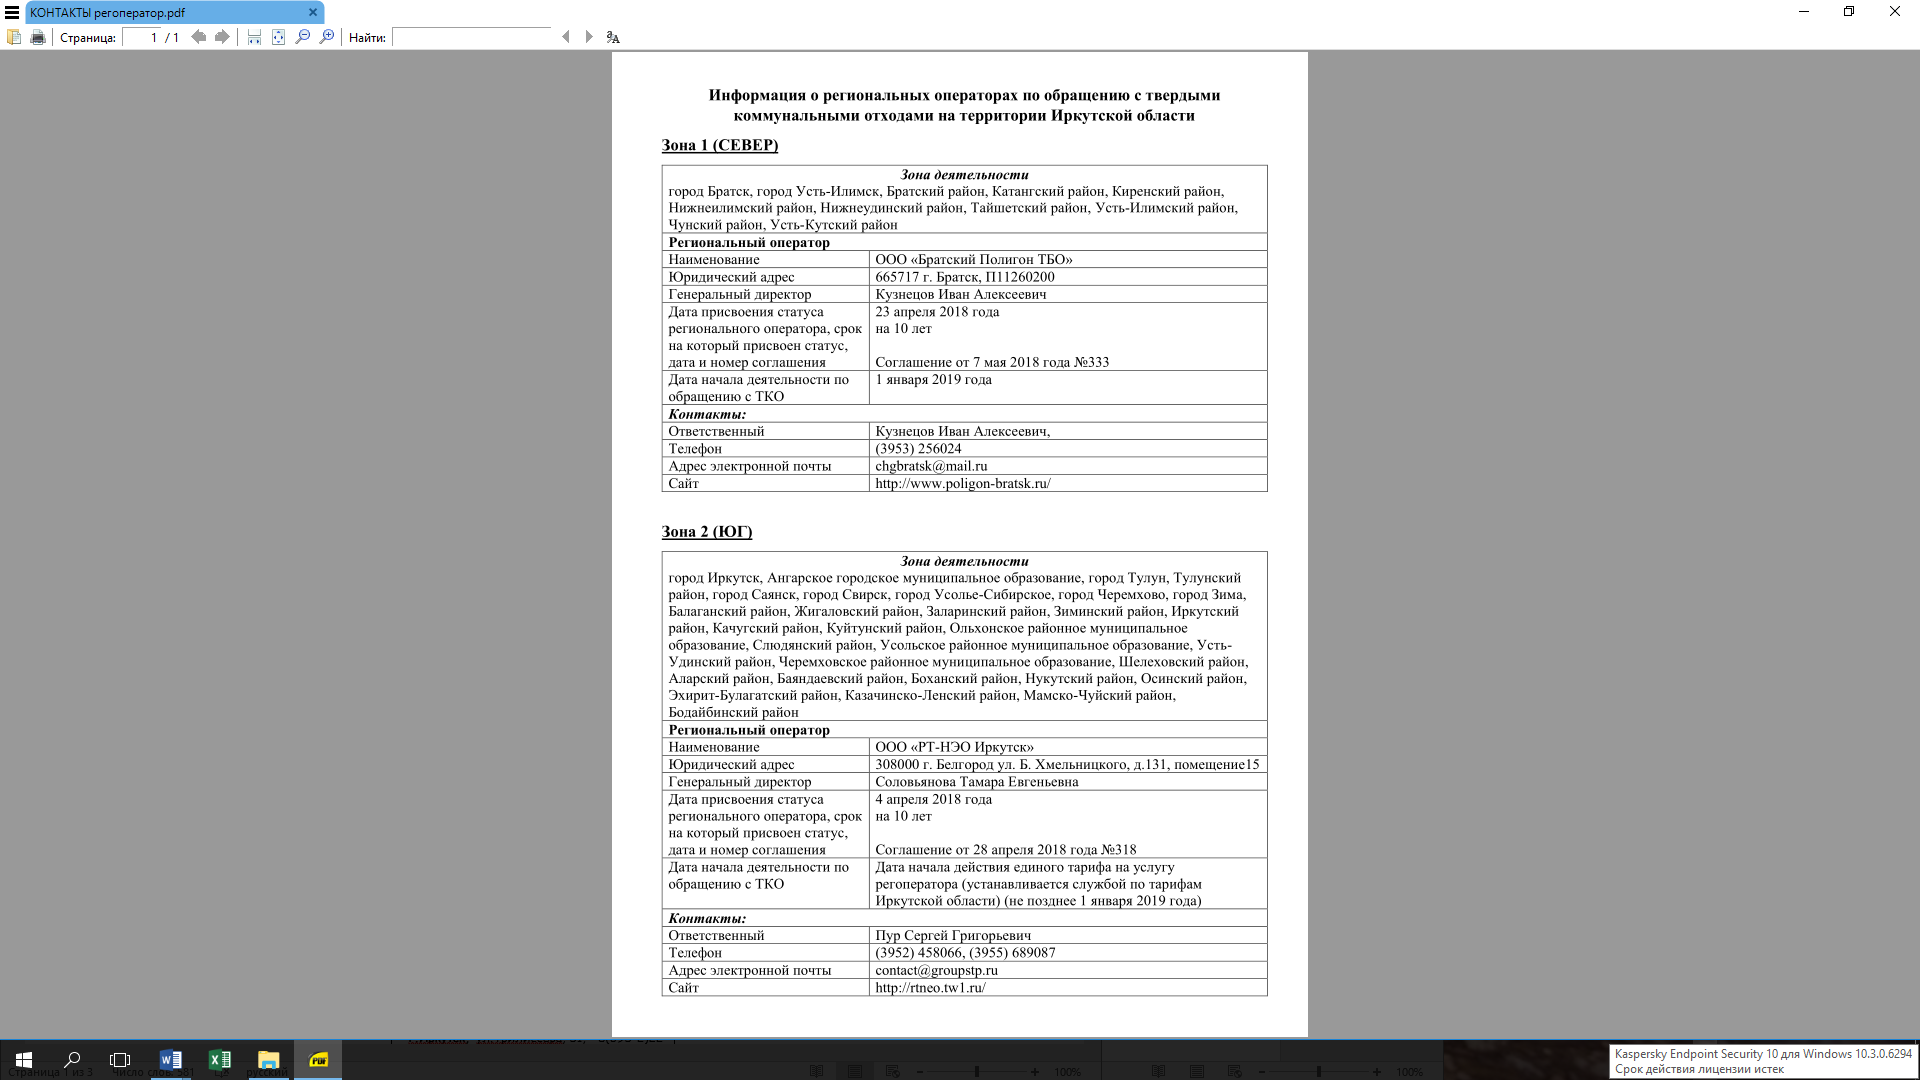 КОНТАКТЫ регоператор.pdf
Страница: 1 / 1 Найти:
Информация о региональных операторах по обращению с твердыми
коммунальными отходами на территории Иркутской области
Зона 1 (СЕВЕР)
Зона деятельности
город Братск, город Усть-Илимск, Братский район, Катангский район, Киренский район,
Нижнеилимский район, Нижнеудинский район, Тайшетский район, Усть-Илимский район,
Чунский район, Усть-Кутский район
Региональный оператор
Наименование ООО «Братский Полигон ТБО»
Юридический адрес 665717 г. Братск, П11260200
Генеральный директор Кузнецов Иван Алексеевич
Дата присвоения статуса 23 апреля 2018 года
регионального оператора, срок на 10 лет
на который присвоен статус,
дата и номер соглашения Соглашение от 7 мая 2018 года №333
Дата начала деятельности по 1 января 2019 года
обращению с ТКО
Контакты:
Ответственный Кузнецов Иван Алексеевич,
Телефон (3953) 256024
Адрес электронной почты chgbratsk@mail.ru
Сайт http://www.poligon-bratsk.ru/
Зона 2 (ЮГ)
Зона деятельности
город Иркутск, Ангарское городское муниципальное образование, город Тулун, Тулунский
район, город Саянск, город Свирск, город Усолье-Сибирское, город Черемхово, город Зима,
Балаганский район, Жигаловский район, Заларинский район, Зиминский район, Иркутский
район, Качугский район, Куйтунский район, Ольхонское районное муниципальное
образование, Слюдянский район, Усольское районное муниципальное образование, Усть-
Удинский район, Черемховское районное муниципальное образование, Шелеховский район,
Аларский район, Баяндаевский район, Боханский район, Нукутский район, Осинский район,
Эхирит-Булагатский район, Казачинско-Ленский район, Мамско-Чуйский район,
Бодайбинский район
Региональный оператор
Наименование ООО «РТ-НЭО Иркутск»
Юридический адрес 308000 г. Белгород ул. Б. Хмельницкого, д.131, помещение15
Генеральный директор Соловьянова Тамара Евгеньевна
Дата присвоения статуса 4 апреля 2018 года
регионального оператора, срок на 10 лет
на который присвоен статус,
дата и номер соглашения Соглашение от 28 апреля 2018 года №318
Дата начала деятельности по Дата начала действия единого тарифа на услугу
обращению с ТКО регоператора (устанавливается службой по тарифам
Иркутской области) (не позднее 1 января 2019 года)
Контакты:
Ответственный Пур Сергей Григорьевич
Телефон (3952) 458066, (3955) 689087
Адрес электронной почты contact@groupstp.ru
Сайт http://rtneo.tw1.ru/
PDF
Страница 1 из 3 Число слов: 581 русский 100% 100%
Kaspersky Endpoint Security 10 для Windows 10.3.0.6294
Срок действия лицензии истек